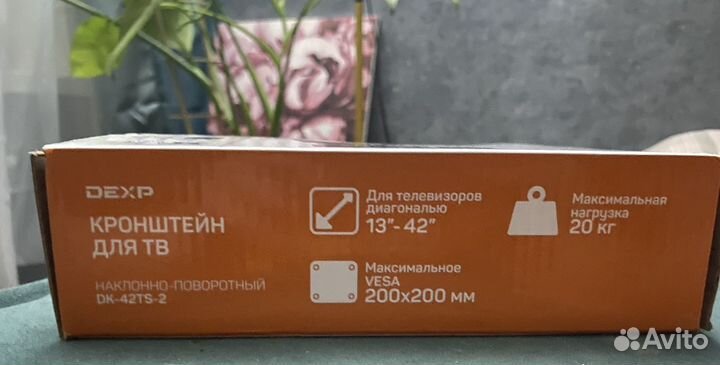 DEXP
КРОНШТЕЙН
ДЛЯ ТВ
НАКЛОННО-ПОВОРОТНЫЙ
DK-42TS-2
Для телевизоров
диагональю
13"- 42"
Максимальное
VESA
200x200 мм
Максимальная
нагрузка
20 кг
Avito